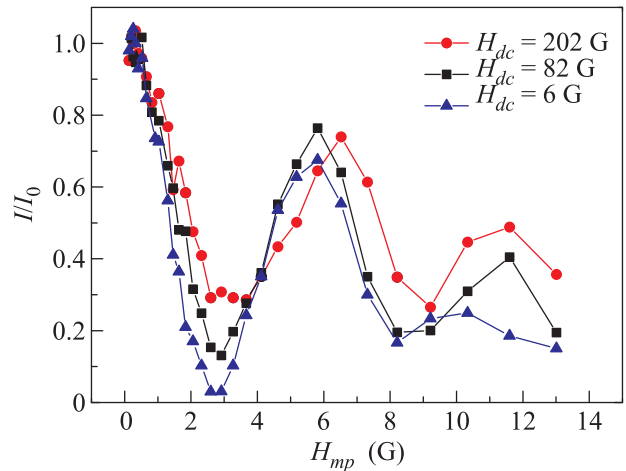 1.0
0.8
0.6
0.4
0.2
0
I/I₀
H_dc = 202 G
H_dc = 82 G
H_dc = 6 G
0 2 4 6 8 10 12 14
H_mp (G)